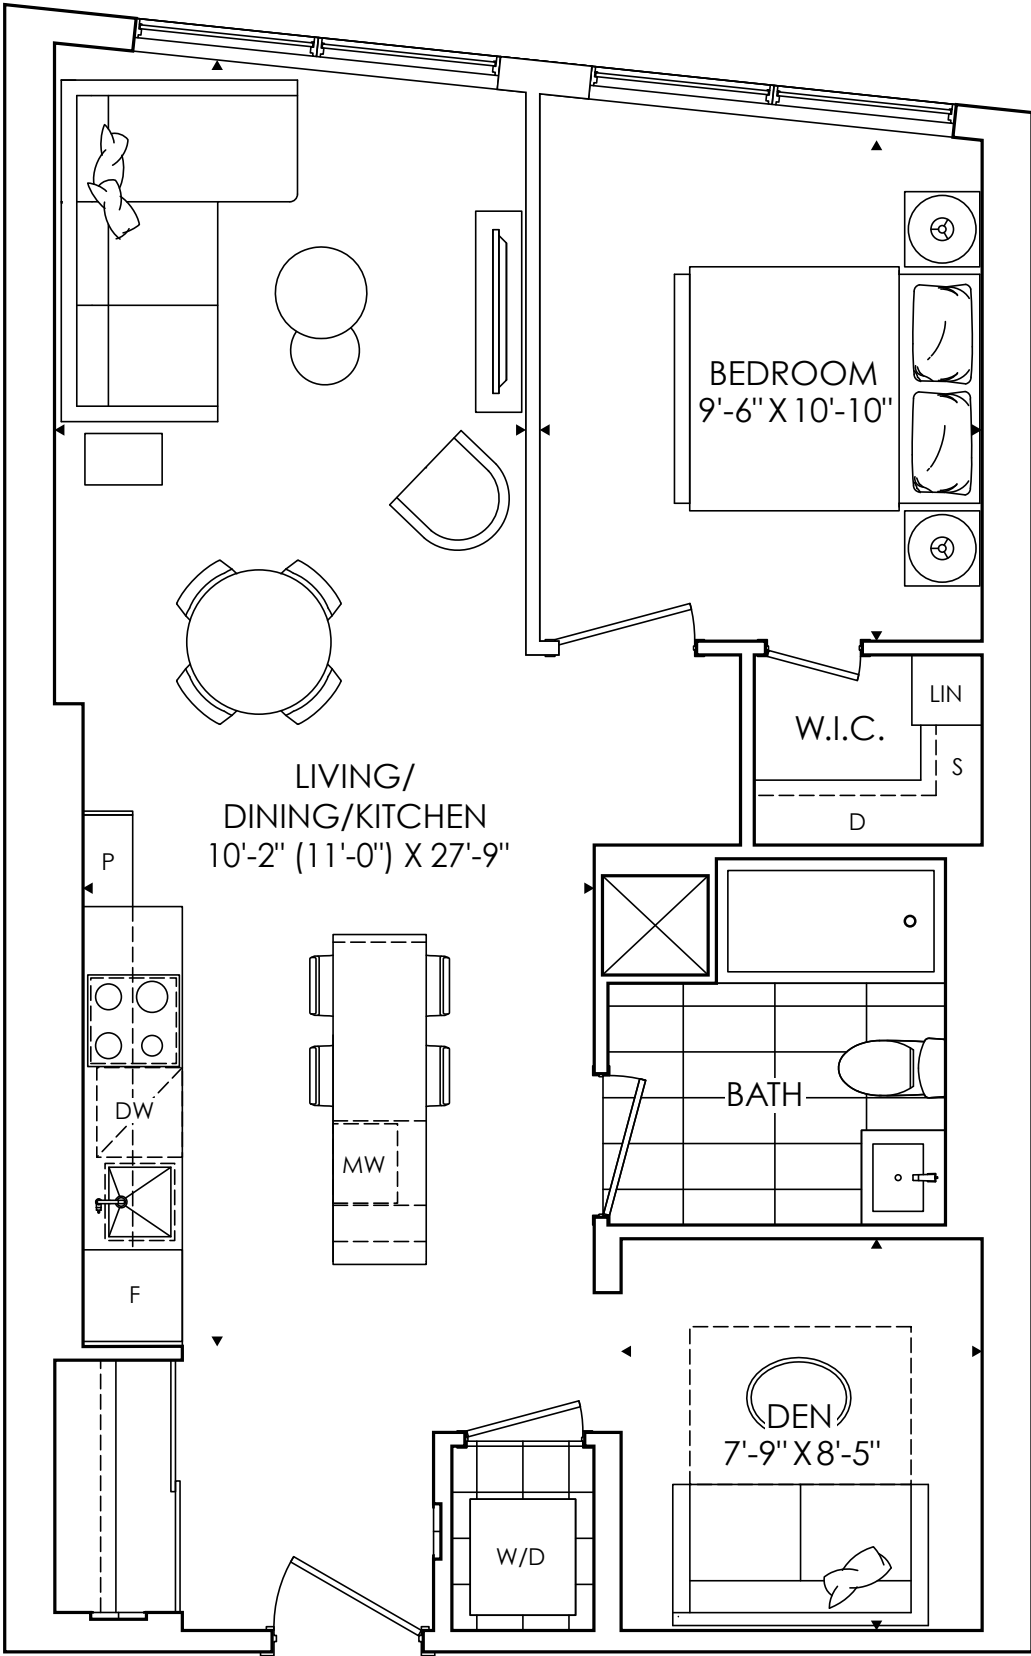 BEDROOM
9'-6" X 10'-10"
LIN
W.I.C.
S
D
LIVING/
DINING/KITCHEN
10'-2" (11'-0") X 27'-9"
P
DW
MW
F
BATH
DEN
7'-9" X 8'-5"
W/D